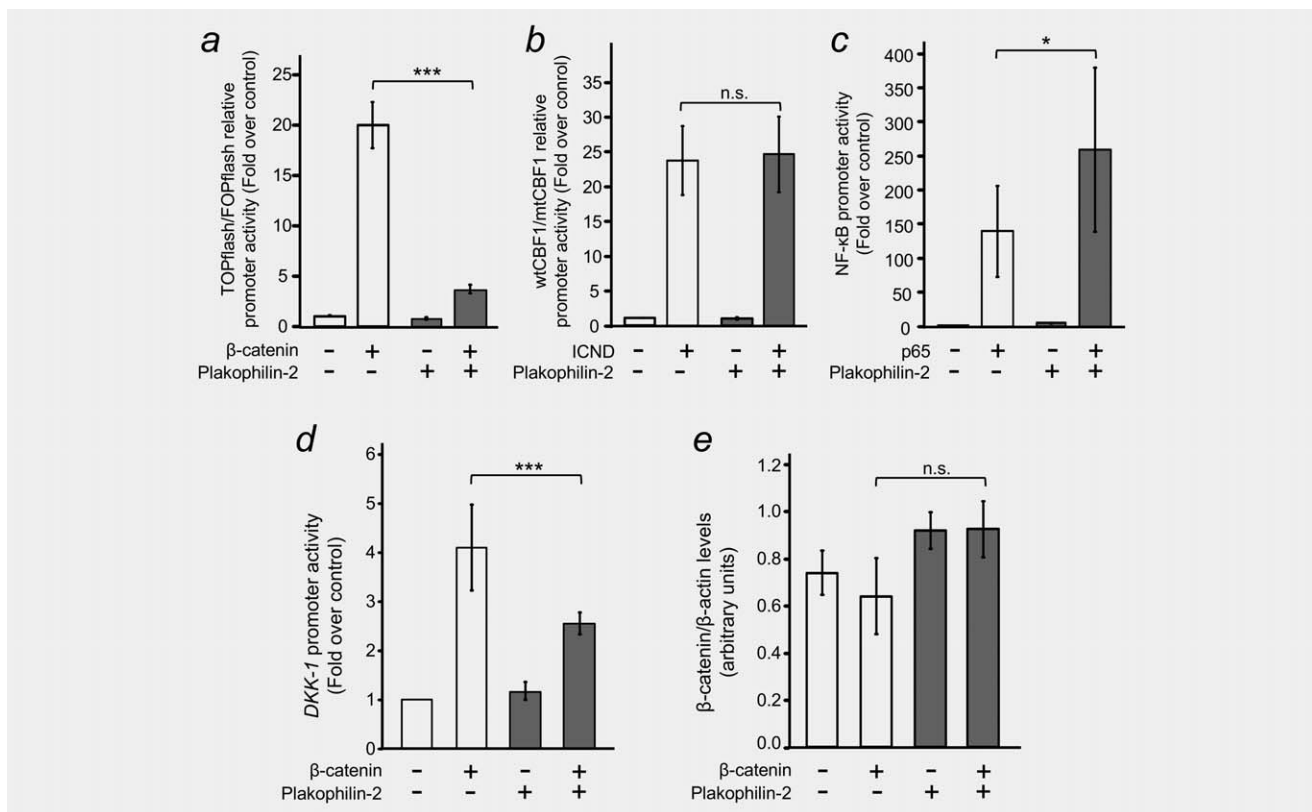 a
TOPflash/FOPflash relative
promoter activity (Fold over control)
25
20
15
10
5
0
***
β-catenin - + - +
Plakophilin-2 - - + +
b
wtCBF1/mtCBF1 relative
promoter activity (Fold over conrol)
35
30
25
20
15
10
5
0
n.s.
ICND - + - +
Plakophilin-2 - - + +
c
NF-κB promoter activity
(Fold over control)
400
350
300
250
200
150
100
50
0
*
p65 - + - +
Plakophilin-2 - - + +
d
DKK-1 promoter activity
(Fold over control)
6
5
4
3
2
1
0
***
β-catenin - + - +
Plakophilin-2 - - + +
e
β-catenin/β-actin levels
(arbitrary units)
1.2
1.0
0.8
0.6
0.4
0.2
0.0
n.s.
β-catenin - + - +
Plakophilin-2 - - + +